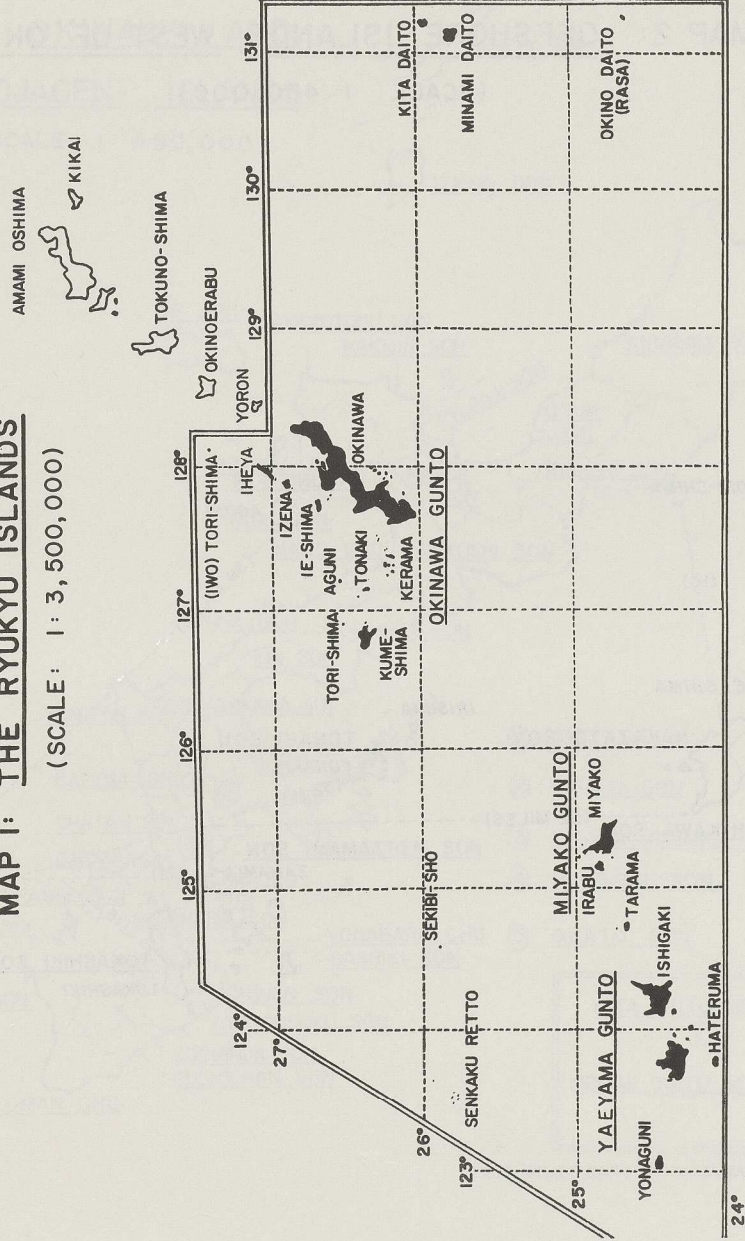 MAP 1: THE RYUKYU ISLANDS
(SCALE: 1: 3,500,000)
AMAMI OSHIMA
KIKAI
TOKUNO-SHIMA
OKINOERABU
YORON
124°
125°
126°
127°
128°
129°
130°
131°
(IWO) TORI-SHIMA
IHEYA
27°
IZENA
IE-SHIMA
AGUNI
TORI-SHIMA
TONAKI
OKINAWA
KUME-
SHIMA
KERAMA
KITA DAITO
26°
OKINAWA GUNTO
SEKIBI-SHO
MINAMI DAITO
SENKAKU RETTO
123°
25°
MIYAKO GUNTO
IRABU
MIYAKO
OKINO DAITO
(RASA)
YAEYAMA GUNTO
TARAMA
ISHIGAKI
YONAGUNI
HATERUMA
24°